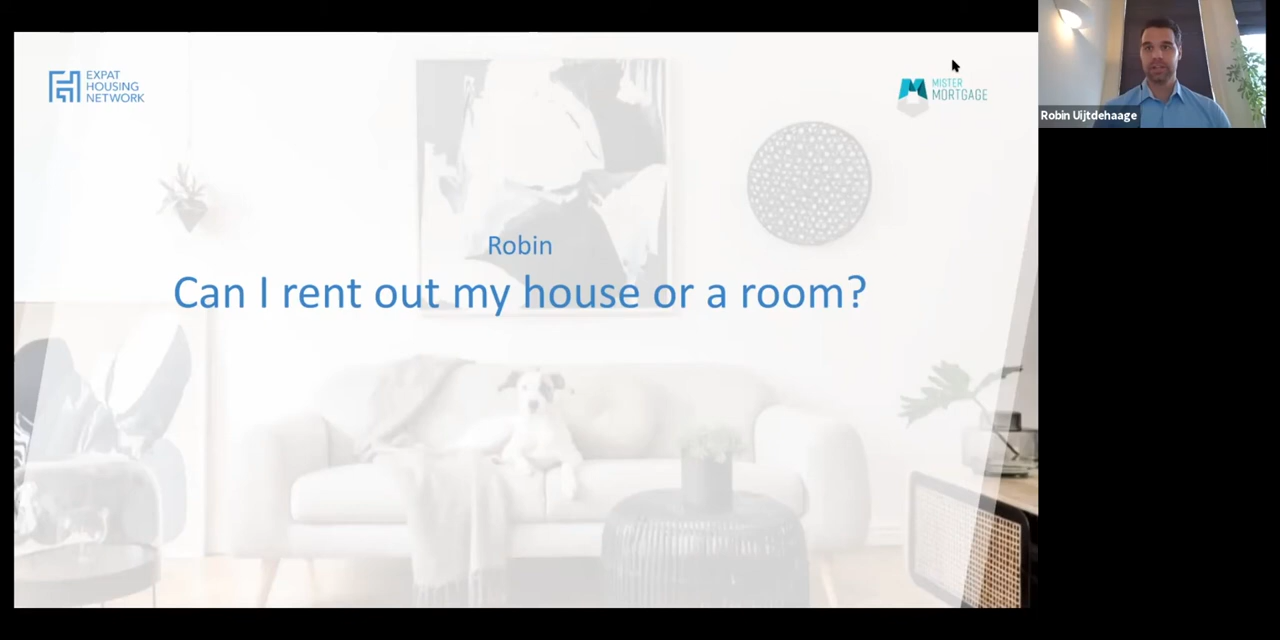 EXPAT
HOUSING
NETWORK
MISTER
MORTGAGE
Robin
Can I rent out my house or a room?
Robin Uijtdehaage